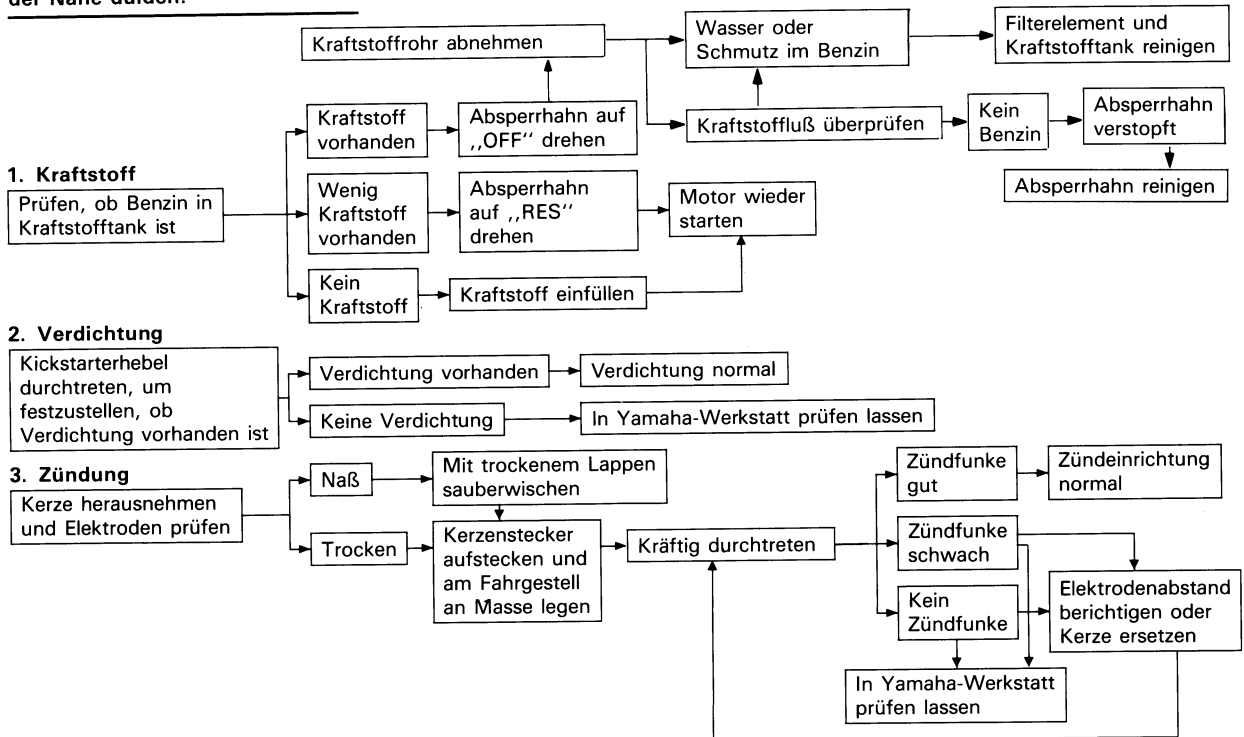 der Nähe dulden.
Kraftstoffrohr abnehmen
Wasser oder
Schmutz im Benzin
Filterelement und
Kraftstofftank reinigen
Kraftstoff
vorhanden
Absperrhahn auf
,,OFF'' drehen
Kraftstofffluß überprüfen
Kein
Benzin
Absperrhahn
verstopft
Absperrhahn reinigen
1. Kraftstoff
Prüfen, ob Benzin in
Kraftstofftank ist
Wenig
Kraftstoff
vorhanden
Absperrhahn
auf ,,RES''
drehen
Motor wieder
starten
Kein
Kraftstoff
Kraftstoff einfüllen
2. Verdichtung
Kickstarterhebel
durchtreten, um
festzustellen, ob
Verdichtung vorhanden ist
Verdichtung vorhanden
Verdichtung normal
Keine Verdichtung
In Yamaha-Werkstatt prüfen lassen
3. Zündung
Kerze herausnehmen
und Elektroden prüfen
Naß
Mit trockenem Lappen
sauberwischen
Trocken
Kerzenstecker
aufstecken und
am Fahrgestell
an Masse legen
Kräftig durchtreten
Zündfunke
gut
Zündeinrichtung
normal
Zündfunke
schwach
Kein
Zündfunke
Elektrodenabstand
berichtigen oder
Kerze ersetzen
In Yamaha-Werkstatt
prüfen lassen